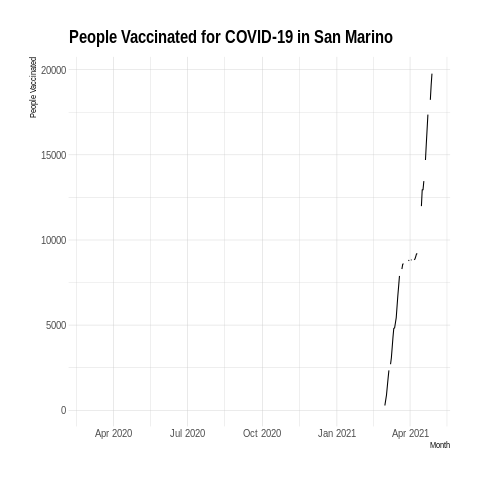 People Vaccinated for COVID-19 in San Marino
People Vaccinated
20000
15000
10000
5000
0
Apr 2020 Jul 2020 Oct 2020 Jan 2021 Apr 2021
Month